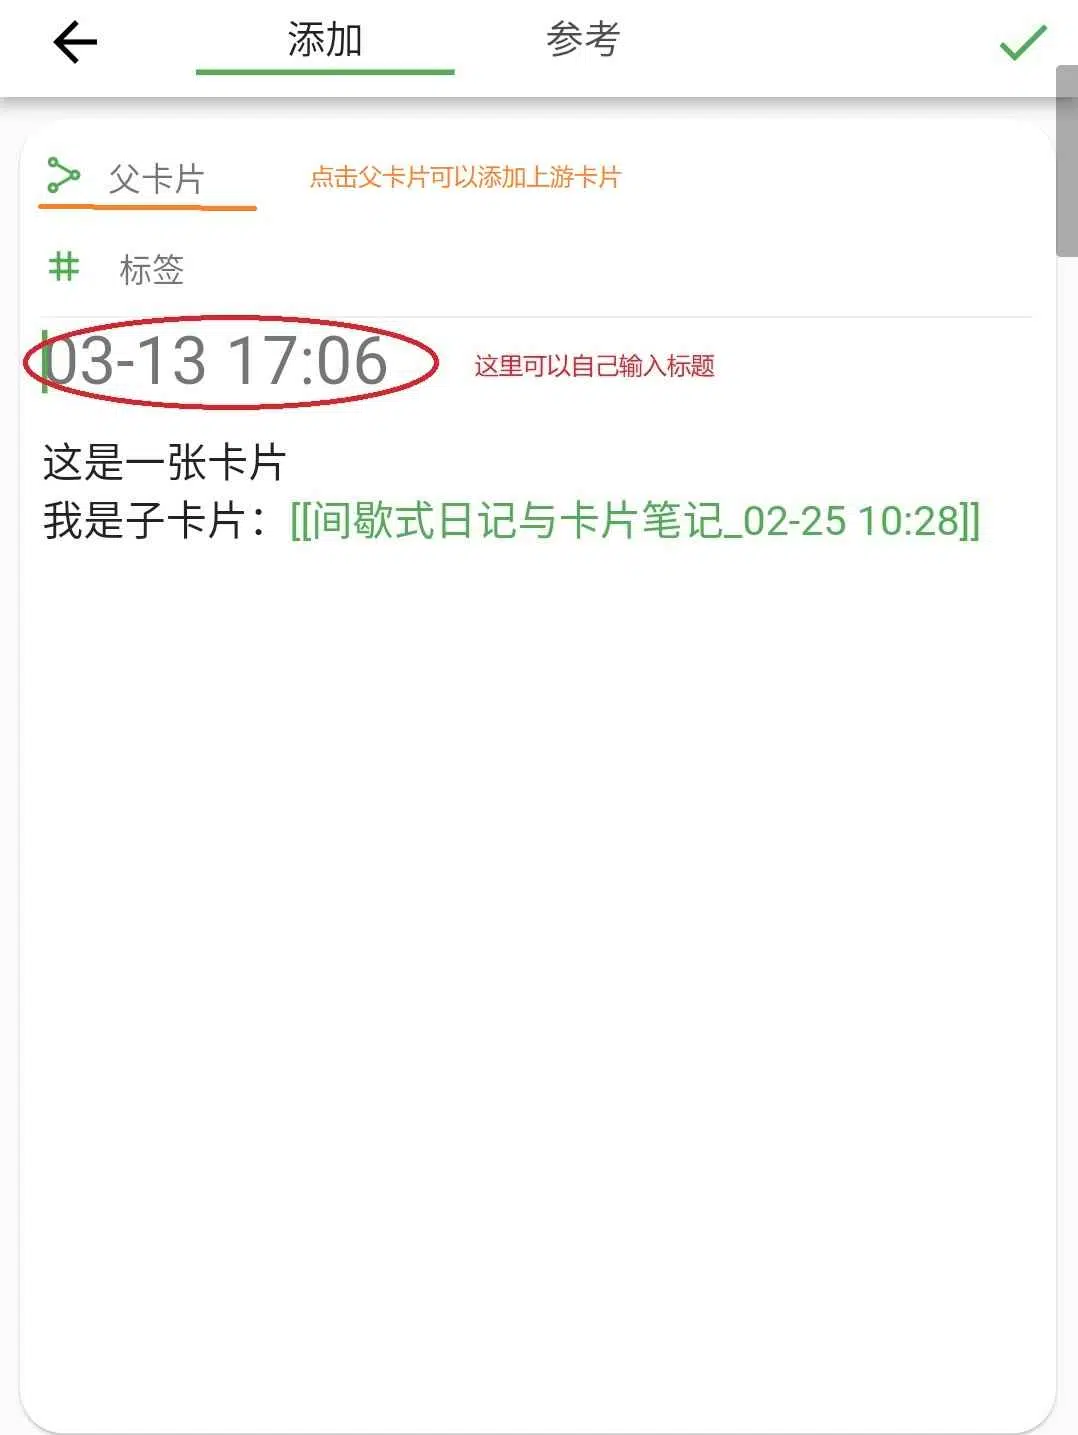 添加 参考
父卡片 点击父卡片可以添加上游卡片
标签
03-13 17:06 这里可以自己输入标题
这是一张卡片
我是子卡片：[[间歇式日记与卡片笔记_02-25 10:28]]